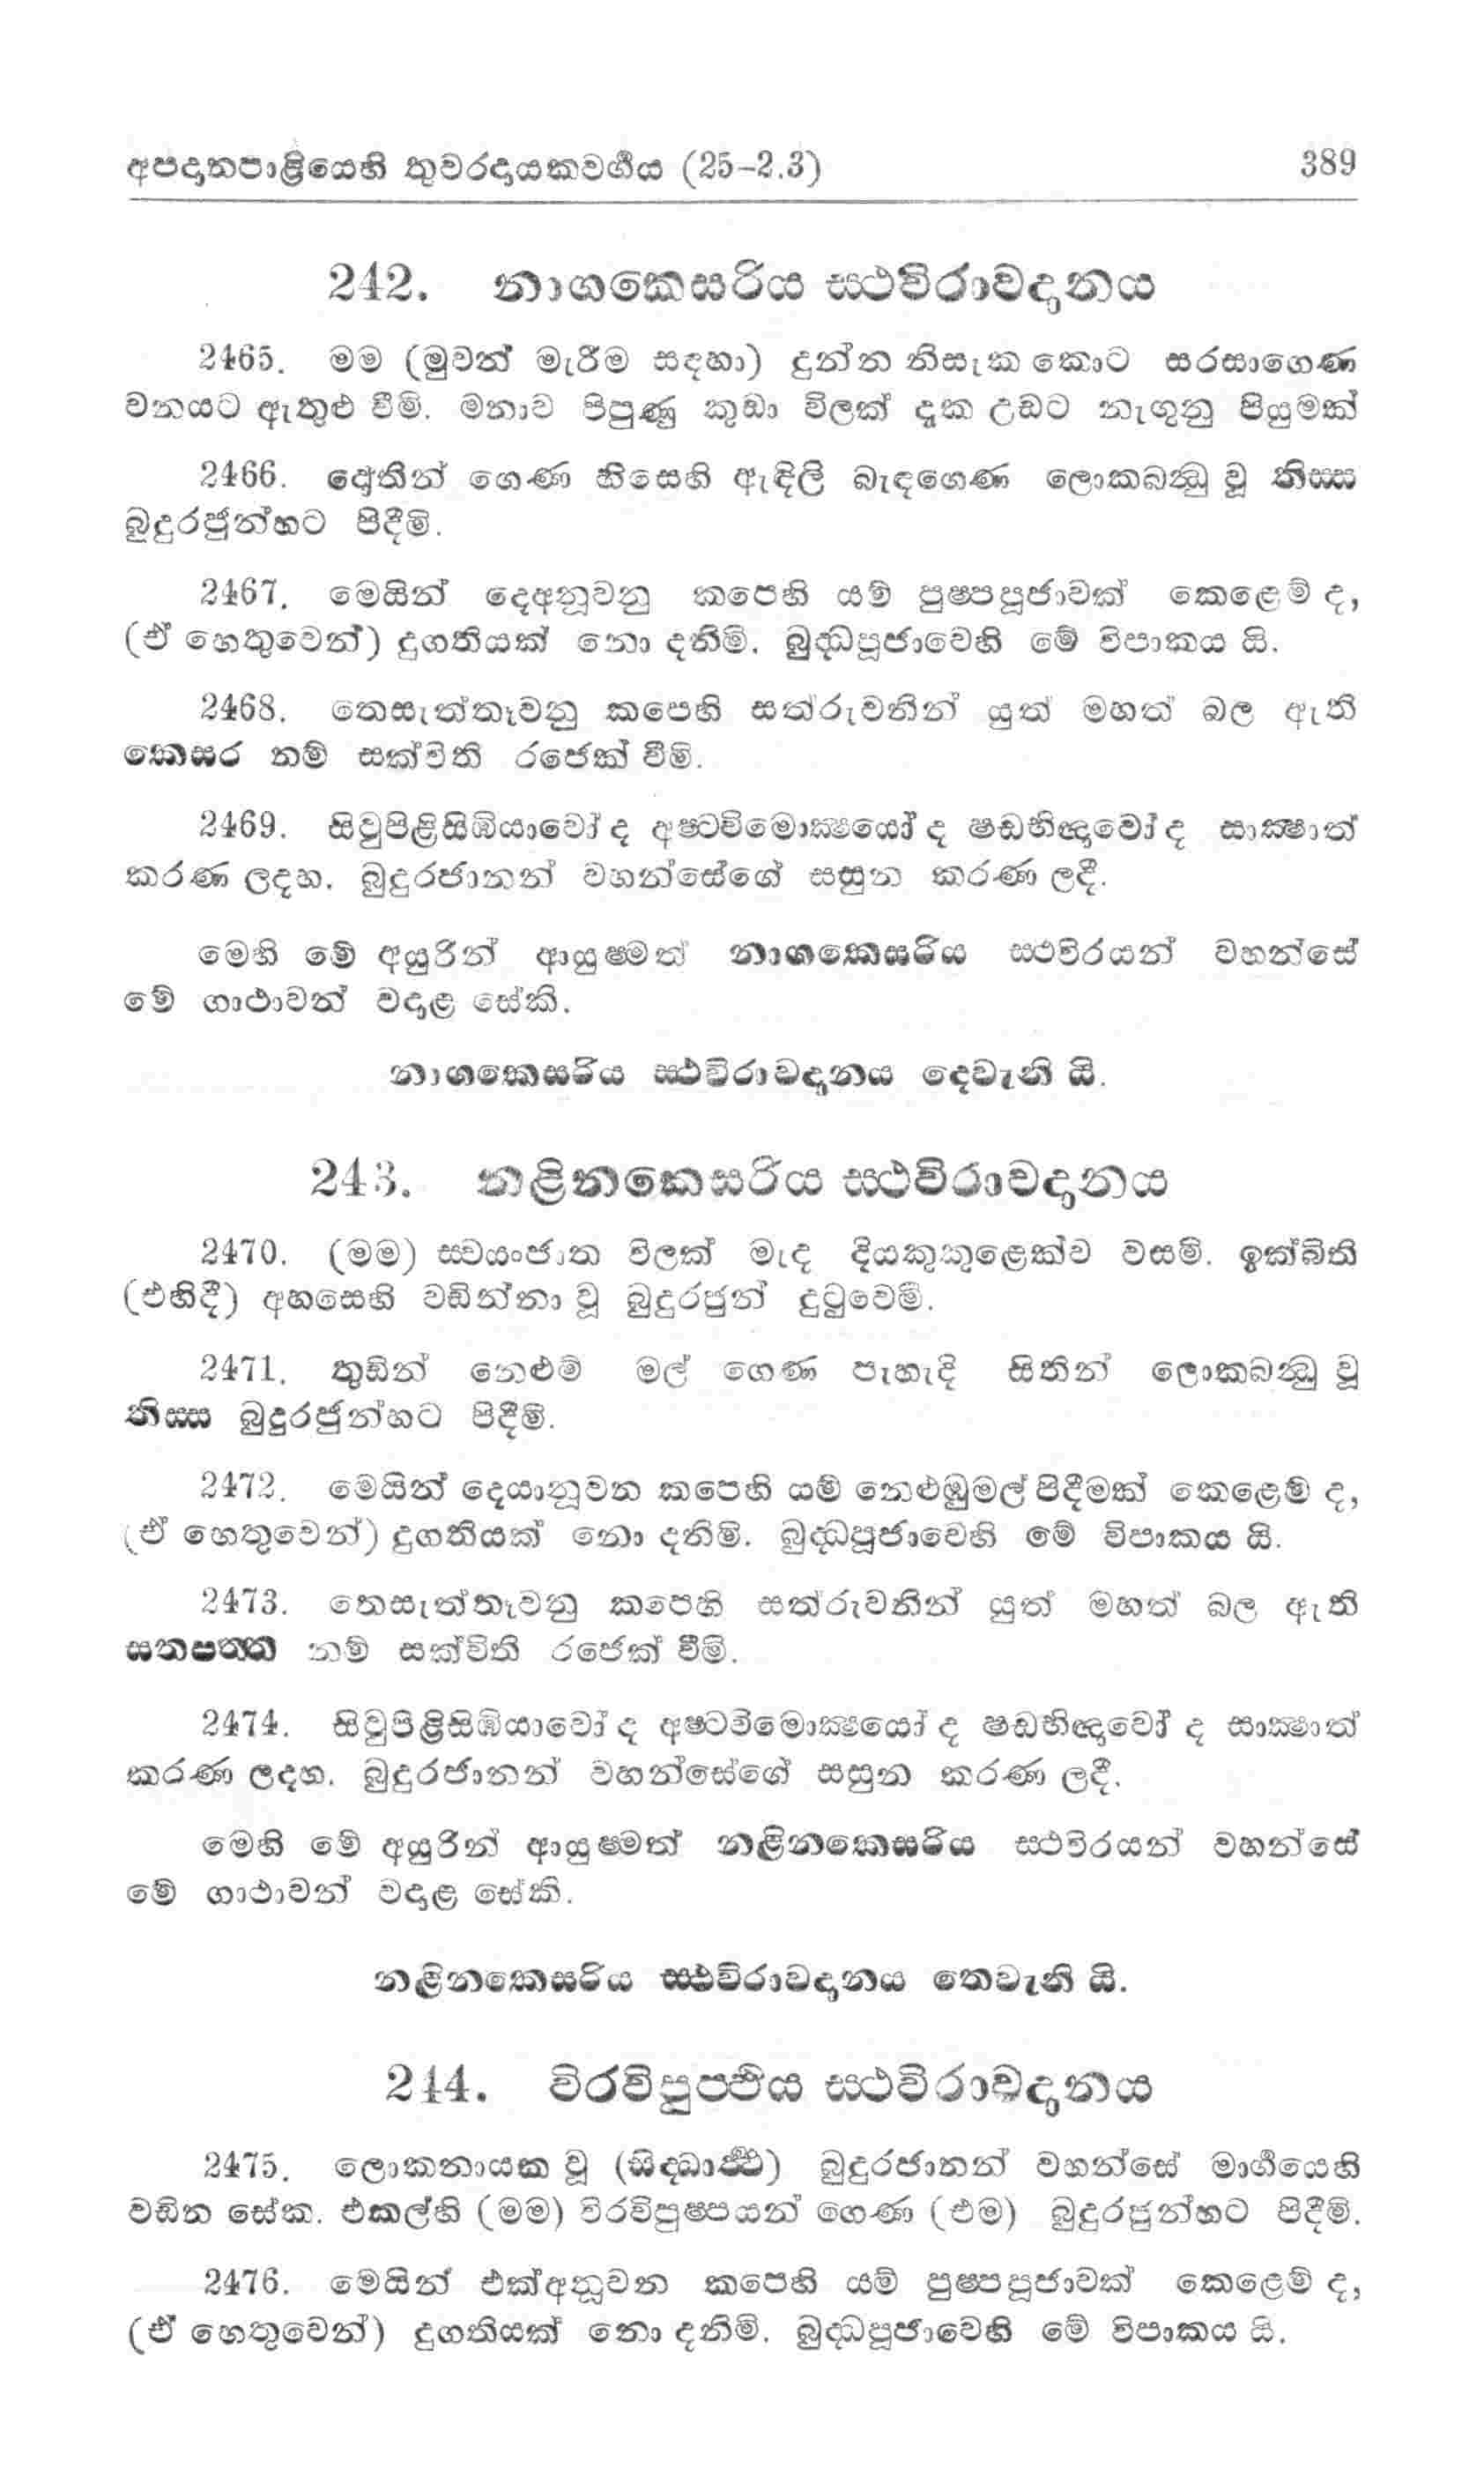 අපදානපාළියෙහි තුවරදායකවර්‍ගය (25-2.3) 389
242. නාගකෙසරිය ස්ථවිරාවදානය
2465. මම (මුවන් මැරීම සඳහා) දුන්න නිසැක කොට සරසාගෙණ
වනයට ඇතුළු වීමි. මනාව පිපුණු කුඩා විලක් දැක උඩට නැගුනු පියුමක්
2466. දෝතින් ගෙණ හිසෙහි ඇඳිලි බැඳගෙණ ලොකබන්‍ධු වූ තිස්ස
බුදුරජුන්හට පිදීමි.
2467. මෙයින් දෙඅනූවනු කපෙහි යම් පුෂ්පපූජාවක් කෙළෙම් ද,
(ඒ හෙතුවෙන්) දුගතියක් නො දනිමි. බුද්‍ධපූජාවෙහි මේ විපාකය යි.
2468. තෙසැත්තෑවනු කපෙහි සත්රුවනින් යුත් මහත් බල ඇති
කෙසර නම් සක්විති රජෙක් වීමි.
2469. සිවුපිළිසිඹියාවෝ ද අෂ්ටවිමොක්‍ෂයෝ ද ෂඩභිඥාවෝ ද සාක්‍ෂාත්
කරණ ලදහ. බුදුරජානන් වහන්සේගේ සසුන කරණ ලදී.
මෙහි මේ අයුරින් ආයුෂ්මත් නාගකෙසරිය ස්ථවිරයන් වහන්සේ
මේ ගාථාවන් වදාළ සේකි.
නාගකෙසරිය ස්ථවිරාවදානය දෙවැනි යි.
243. නළිනකෙසරිය ස්ථවිරාවදානය
2470. (මම) ස්වයංජාත විලක් මැද දියකුකුළෙක්ව වසමි. ඉක්බිති
(එහිදී) අහසෙහි වඩින්නා වූ බුදුරජුන් දුටුවෙමි.
2471. තුඩින් නෙළුම් මල් ගෙණ පැහැදි සිතින් ලොකබන්‍ධු වූ
තිස්ස බුදුරජුන්හට පිදීමි.
2472. මෙයින් දෙයානූවන කපෙහි යම් නෙළුඹුමල් පිදීමක් කෙළෙම් ද,
(ඒ හෙතුවෙන්) දුගතියක් නො දනිමි. බුද්‍ධපූජාවෙහි මේ විපාකය යි.
2473. තෙසැත්තෑවනු කපෙහි සත්රුවනින් යුත් මහත් බල ඇති
සතපත්ත නම් සක්විති රජෙක් වීමි.
2474. සිවුපිළිසිඹියාවෝ ද අෂ්ටවිමොක්‍ෂයෝ ද ෂඩභිඥාවෝ ද සාක්‍ෂාත්
කරණ ලදහ. බුදුරජානන් වහන්සේගේ සසුන කරණ ලදී.
මෙහි මේ අයුරින් ආයුෂ්මත් නළිනකෙසරිය ස්ථවිරයන් වහන්සේ
මේ ගාථාවන් වදාළ සේකි.
නළිනකෙසරිය ස්ථවිරාවදානය තෙවැනි යි.
244. විරවිපුප්ඵිය ස්ථවිරාවදානය
2475. ලොකනායක වූ (සිද්‍ධාර්‍ත්‍ථ) බුදුරජානන් වහන්සේ මාර්‍ගයෙහි
වඩින සේක. එකල්හි (මම) විරවිපුෂ්පයන් ගෙණ (එම) බුදුරජුන්හට පිදීමි.
2476. මෙයින් එක්අනූවන කපෙහි යම් පුෂ්පපූජාවක් කෙළෙම් ද,
(ඒ හෙතුවෙන්) දුගතියක් නො දනිමි. බුද්‍ධපූජාවෙහි මේ විපාකය යි.